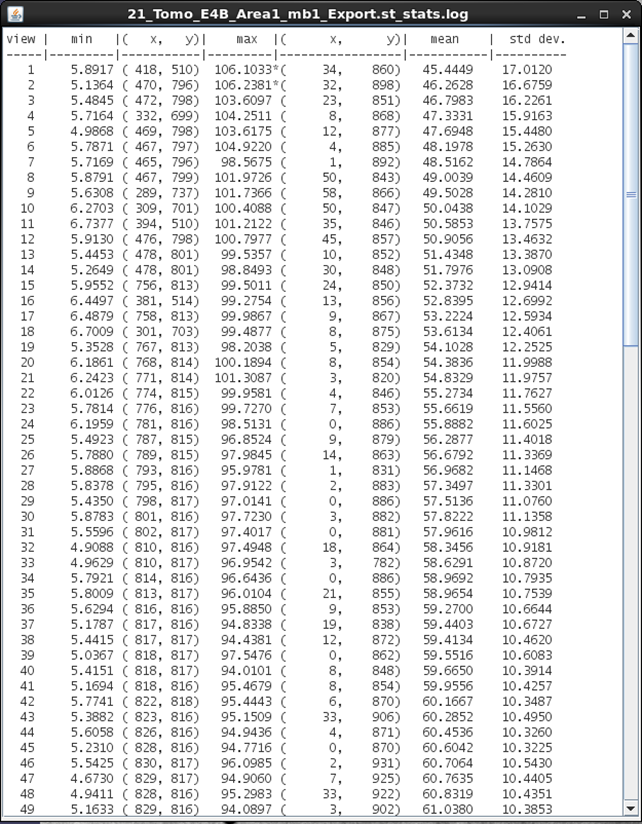 21_Tomo_E4B_Area1_mb1_Export.st_stats.log
view | min |( x, y)| max |( x, y)| mean | std dev.
-----|---------|----------|----------|-----------------|---------|----------
1 5.8917 ( 418, 510) 106.1033*( 34, 860) 45.4449 17.0120
2 5.1364 ( 470, 796) 106.2381*( 32, 898) 46.2628 16.6759
3 5.4845 ( 472, 798) 103.6097 ( 23, 851) 46.7983 16.2261
4 5.7164 ( 332, 699) 104.2511 ( 8, 868) 47.3331 15.9163
5 4.9868 ( 469, 798) 103.6175 ( 12, 877) 47.6948 15.4480
6 5.7871 ( 467, 797) 104.9220 ( 4, 885) 48.1978 15.2630
7 5.7169 ( 465, 796) 98.5675 ( 1, 892) 48.5162 14.7864
8 5.8791 ( 467, 799) 101.9726 ( 50, 843) 49.0039 14.4609
9 5.6308 ( 289, 737) 101.7366 ( 58, 866) 49.5028 14.2810
10 6.2703 ( 309, 701) 100.4088 ( 50, 847) 50.0438 14.1029
11 6.7377 ( 394, 510) 101.2122 ( 35, 846) 50.5853 13.7575
12 5.9130 ( 476, 798) 100.7977 ( 45, 857) 50.9056 13.4632
13 5.4453 ( 478, 801) 99.5357 ( 10, 852) 51.4348 13.3870
14 5.2649 ( 478, 801) 98.8493 ( 30, 848) 51.7976 13.0908
15 5.9552 ( 756, 813) 99.5011 ( 24, 850) 52.3732 12.9414
16 6.4497 ( 381, 514) 99.2754 ( 13, 856) 52.8395 12.6992
17 6.4879 ( 758, 813) 99.9867 ( 9, 867) 53.2224 12.5934
18 6.7009 ( 301, 703) 99.4877 ( 8, 875) 53.6134 12.4061
19 5.3528 ( 767, 813) 98.2038 ( 5, 829) 54.1028 12.2525
20 6.1861 ( 768, 814) 100.1894 ( 8, 854) 54.3836 11.9988
21 6.2423 ( 771, 814) 101.3087 ( 3, 820) 54.8329 11.9757
22 6.0126 ( 774, 815) 99.9581 ( 4, 846) 55.2734 11.7627
23 5.7814 ( 776, 816) 99.7270 ( 7, 853) 55.6619 11.5560
24 6.1959 ( 781, 816) 98.5131 ( 0, 886) 55.8882 11.6025
25 5.4923 ( 787, 815) 96.8524 ( 9, 879) 56.2877 11.4018
26 5.7880 ( 789, 815) 97.9845 ( 14, 863) 56.6792 11.3369
27 5.8868 ( 793, 816) 95.9781 ( 1, 831) 56.9682 11.1468
28 5.8378 ( 795, 816) 97.9122 ( 2, 883) 57.3497 11.3301
29 5.4350 ( 798, 817) 97.0141 ( 0, 886) 57.5136 11.0760
30 5.8783 ( 801, 816) 97.7230 ( 3, 882) 57.8222 11.1358
31 5.5596 ( 802, 817) 97.4017 ( 0, 881) 57.9616 10.9812
32 4.9088 ( 810, 816) 97.4948 ( 18, 864) 58.3456 10.9181
33 4.9629 ( 810, 817) 96.9542 ( 3, 782) 58.6291 10.8720
34 5.7921 ( 814, 816) 96.6436 ( 0, 886) 58.9692 10.7935
35 5.8009 ( 813, 817) 96.0104 ( 21, 855) 58.9654 10.7539
36 5.6294 ( 816, 816) 95.8850 ( 9, 853) 59.2700 10.6644
37 5.1787 ( 817, 816) 94.8338 ( 19, 838) 59.4403 10.6727
38 5.4415 ( 817, 817) 94.4381 ( 12, 872) 59.4134 10.4620
39 5.0367 ( 818, 817) 97.5476 ( 0, 862) 59.5516 10.6083
40 5.4151 ( 818, 817) 94.0101 ( 8, 848) 59.6650 10.3914
41 5.1694 ( 818, 816) 95.4679 ( 8, 854) 59.9556 10.4257
42 5.7741 ( 822, 818) 95.4443 ( 6, 870) 60.1667 10.3487
43 5.3882 ( 823, 816) 95.1509 ( 33, 906) 60.2852 10.4950
44 5.6058 ( 826, 816) 94.9436 ( 4, 871) 60.4536 10.3260
45 5.2310 ( 828, 816) 94.7716 ( 0, 870) 60.6042 10.3225
46 5.5425 ( 830, 817) 96.0985 ( 2, 931) 60.7064 10.5430
47 4.6730 ( 829, 817) 94.9060 ( 7, 925) 60.7635 10.4405
48 4.9411 ( 828, 816) 95.2983 ( 33, 922) 60.8319 10.4351
49 5.1633 ( 829, 816) 94.0897 ( 3, 902) 61.0380 10.3853